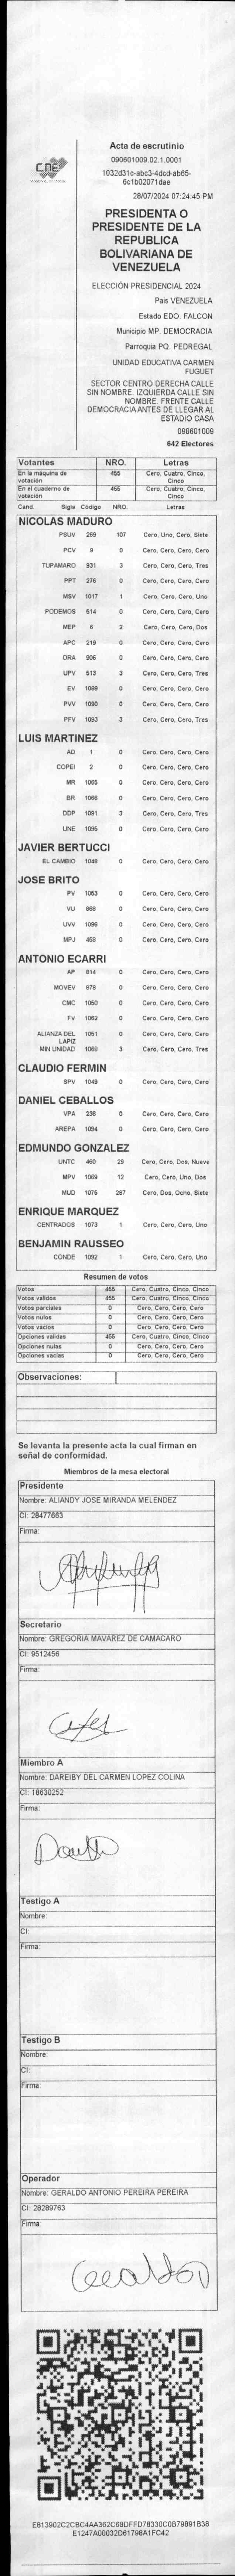 CNE
Acta de escrutinio
090601009.02.1.0001
1032d31c-abc3-4dcd-ab65-
6c1b02071dae
28/07/2024 07:24:45 PM
PRESIDENTA O
PRESIDENTE DE LA
REPUBLICA
BOLIVARIANA DE
VENEZUELA
ELECCIÓN PRESIDENCIAL 2024
Pais VENEZUELA
Estado EDO. FALCON
Municipio MP. DEMOCRACIA
Parroquia PQ. PEDREGAL
UNIDAD EDUCATIVA CARMEN
FUGUET
SECTOR CENTRO DERECHA CALLE
SIN NOMBRE. IZQUIERDA CALLE SIN
NOMBRE. FRENTE CALLE
DEMOCRACIA ANTES DE LLEGAR AL
ESTADIO CASA
090601009
642 Electores
Votantes NRO. Letras
En la máquina de votación 455 Cero, Cuatro, Cinco, Cinco
En el cuaderno de votación 455 Cero, Cuatro, Cinco, Cinco
Cand. Sigla Código NRO. Letras
NICOLAS MADURO
PSUV 269 107 Cero, Uno, Cero, Siete
PCV 9 0 Cero, Cero, Cero, Cero
TUPAMARO 931 3 Cero, Cero, Cero, Tres
PPT 276 0 Cero, Cero, Cero, Cero
MSV 1017 1 Cero, Cero, Cero, Uno
PODEMOS 514 0 Cero, Cero, Cero, Cero
MEP 6 2 Cero, Cero, Cero, Dos
APC 219 0 Cero, Cero, Cero, Cero
ORA 906 0 Cero, Cero, Cero, Cero
UPV 513 3 Cero, Cero, Cero, Tres
EV 1089 0 Cero, Cero, Cero, Cero
PVV 1090 0 Cero, Cero, Cero, Cero
PFV 1093 3 Cero, Cero, Cero, Tres
LUIS MARTINEZ
AD 1 0 Cero, Cero, Cero, Cero
COPEI 2 0 Cero, Cero, Cero, Cero
MR 1065 0 Cero, Cero, Cero, Cero
BR 1066 0 Cero, Cero, Cero, Cero
DDP 1091 3 Cero, Cero, Cero, Tres
UNE 1095 0 Cero, Cero, Cero, Cero
JAVIER BERTUCCI
EL CAMBIO 1048 0 Cero, Cero, Cero, Cero
JOSE BRITO
PV 1053 0 Cero, Cero, Cero, Cero
VU 969 0 Cero, Cero, Cero, Cero
UVV 1096 0 Cero, Cero, Cero, Cero
MPJ 459 0 Cero, Cero, Cero, Cero
ANTONIO ECARRI
AP 914 0 Cero, Cero, Cero, Cero
MOVEV 979 0 Cero, Cero, Cero, Cero
CMC 1050 0 Cero, Cero, Cero, Cero
FV 1062 0 Cero, Cero, Cero, Cero
ALIANZA DEL LAPIZ 1051 0 Cero, Cero, Cero, Cero
MIN UNIDAD 1068 3 Cero, Cero, Cero, Tres
CLAUDIO FERMIN
SPV 1049 0 Cero, Cero, Cero, Cero
DANIEL CEBALLOS
VPA 236 0 Cero, Cero, Cero, Cero
AREPA 1094 0 Cero, Cero, Cero, Cero
EDMUNDO GONZALEZ
UNTC 460 29 Cero, Cero, Dos, Nueve
MPV 1069 12 Cero, Cero, Uno, Dos
MUD 1075 287 Cero, Dos, Ocho, Siete
ENRIQUE MARQUEZ
CENTRADOS 1073 1 Cero, Cero, Cero, Uno
BENJAMIN RAUSSEO
CONDE 1092 1 Cero, Cero, Cero, Uno
Resumen de votos
Votos 455 Cero, Cuatro, Cinco, Cinco
Votos validos 455 Cero, Cuatro, Cinco, Cinco
Votos parciales 0 Cero, Cero, Cero, Cero
Votos nulos 0 Cero, Cero, Cero, Cero
Votos vacios 0 Cero, Cero, Cero, Cero
Opciones validas 455 Cero, Cuatro, Cinco, Cinco
Opciones nulas 0 Cero, Cero, Cero, Cero
Opciones vacias 0 Cero, Cero, Cero, Cero
Observaciones:
Se levanta la presente acta la cual firman en
señal de conformidad.
Miembros de la mesa electoral
Presidente
Nombre: ALIANDY JOSE MIRANDA MELENDEZ
CI: 28477663
Firma:
Secretario
Nombre: GREGORIA MAVAREZ DE CAMACARO
CI: 9512456
Firma:
Miembro A
Nombre: DAREIBY DEL CARMEN LOPEZ COLINA
CI: 18630252
Firma:
Testigo A
Nombre:
CI:
Firma:
Testigo B
Nombre:
CI:
Firma:
Operador
Nombre: GERALDO ANTONIO PEREIRA PEREIRA
CI: 28289763
Firma:
E813902C2CBC4AA362C68DFFD78330C0B79891B38
E1247A00032D61798A1FC42